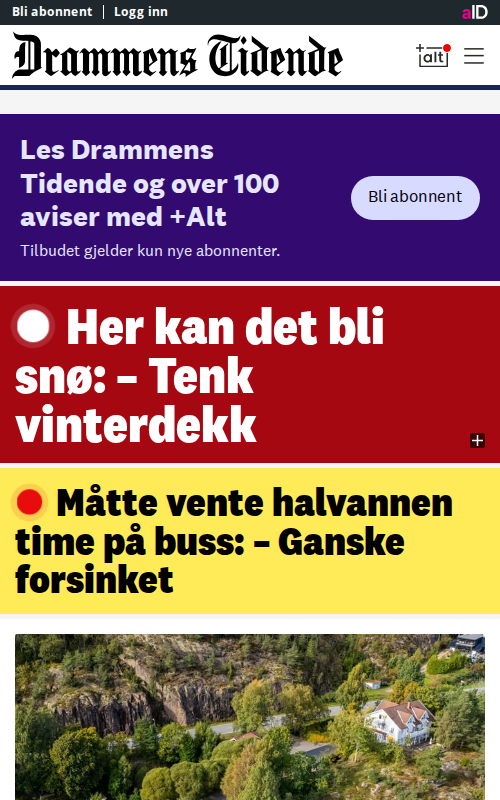 Bli abonnent | Logg inn aID
Drammens Tidende +alt
Les Drammens
Tidende og over 100
aviser med +Alt
Bli abonnent
Tilbudet gjelder kun nye abonnenter.
Her kan det bli
snø: – Tenk
vinterdekk
+
Måtte vente halvannen
time på buss: – Ganske
forsinket